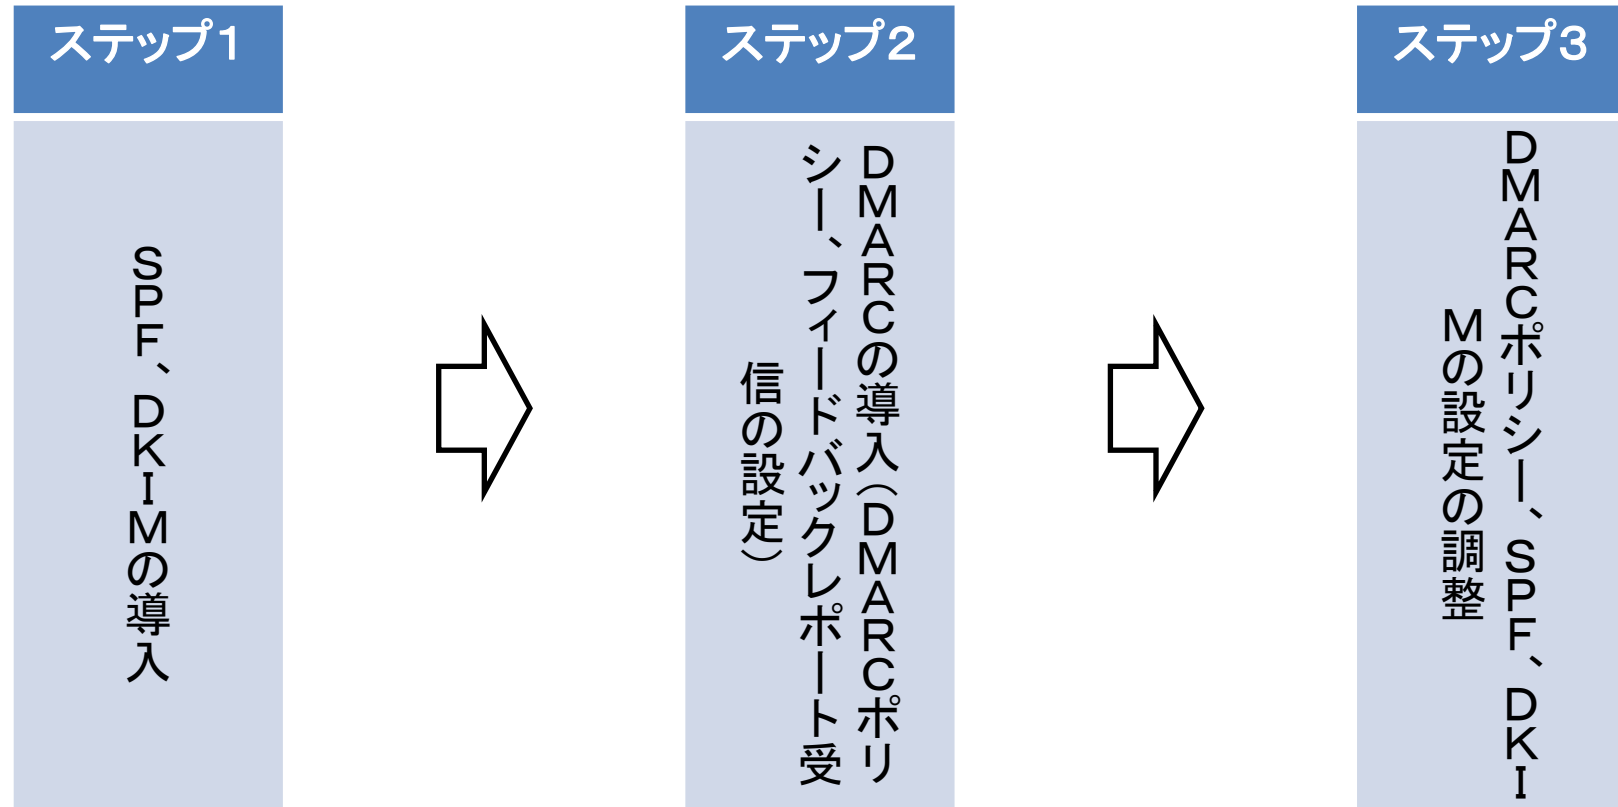 ステップ1
SPF、DKIMの導入
ステップ2
DMARCの導入（DMARCポリ
シー、フィードバックレポート受
信の設定）
ステップ3
DMARCポリシー、SPF、DKI
Mの設定の調整